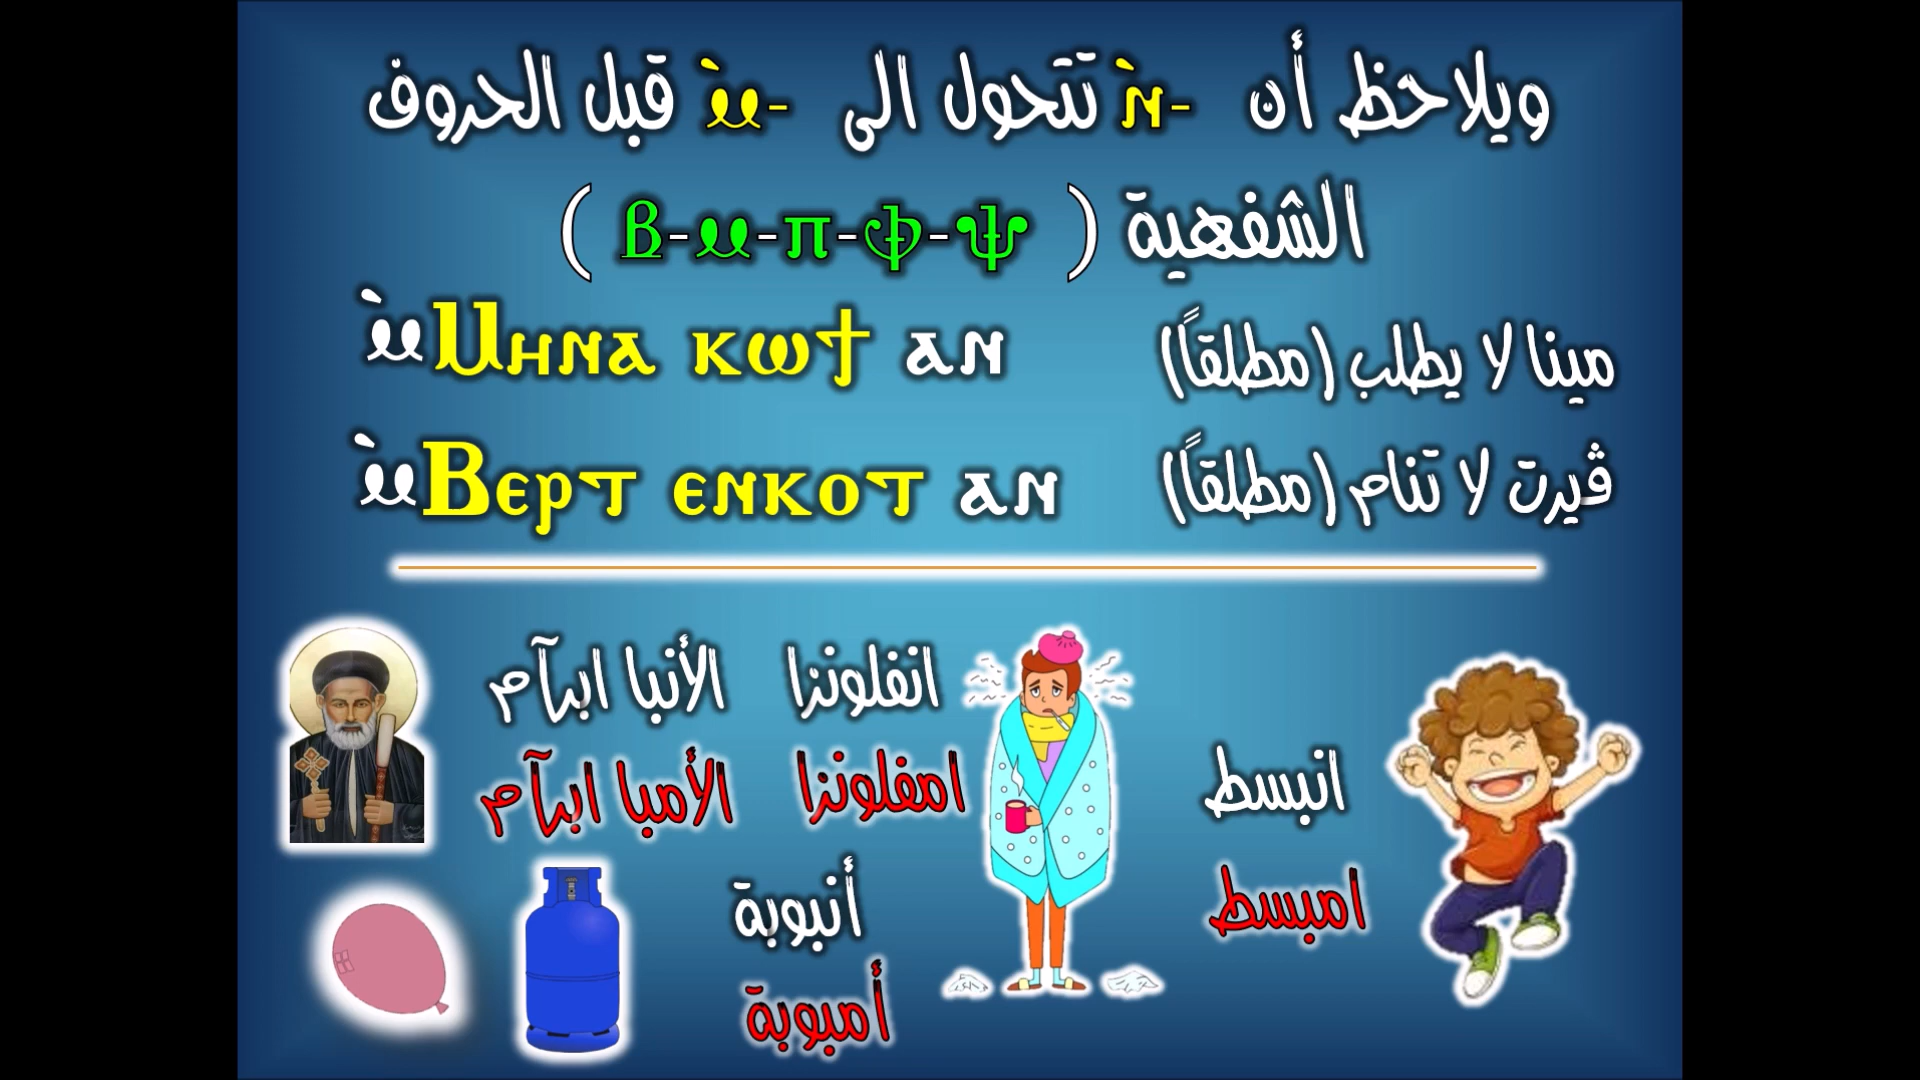 ويلاحظ أن ⲛ̀- تتحول الى ⲙ̀- قبل الحروف
الشفهية ( ⲃ-ⲙ-ⲡ-ⲫ-ⲯ )
ⲙ̀Ⲙⲏⲛⲁ ⲕⲱϯ ⲁⲛ مينا لا يطلب (مطلقاً)
ⲙ̀Ⲃⲉⲣⲧ ⲉⲛⲕⲟⲧ ⲁⲛ ڤيرت لا تنام (مطلقاً)
انبسط
امبسط
انفلونزا
امفلونزا
الأنبا ابرآم
الأمبا ابرآم
أنبوبة
أمبوبة